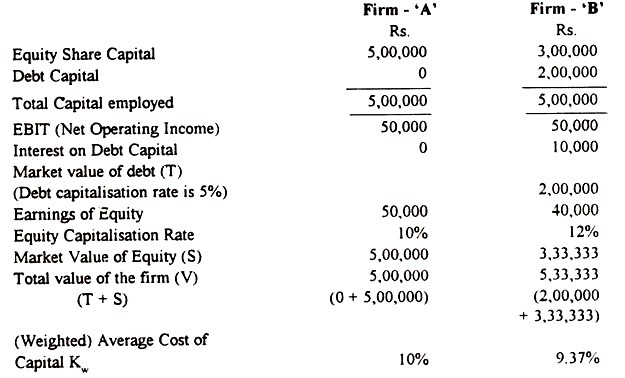 Firm - 'A' Firm - 'B'
Rs. Rs.
Equity Share Capital 5,00,000 3,00,000
Debt Capital 0 2,00,000
Total Capital employed 5,00,000 5,00,000
EBIT (Net Operating Income) 50,000 50,000
Interest on Debt Capital 0 10,000
Market value of debt (T)
(Debt capitalisation rate is 5%) 2,00,000
Earnings of Equity 50,000 40,000
Equity Capitalisation Rate 10% 12%
Market Value of Equity (S) 5,00,000 3,33,333
Total value of the firm (V) 5,00,000 5,33,333
(T + S) (0 + 5,00,000) (2,00,000
+ 3,33,333)
(Weighted) Average Cost of
Capital Kw 10% 9.37%